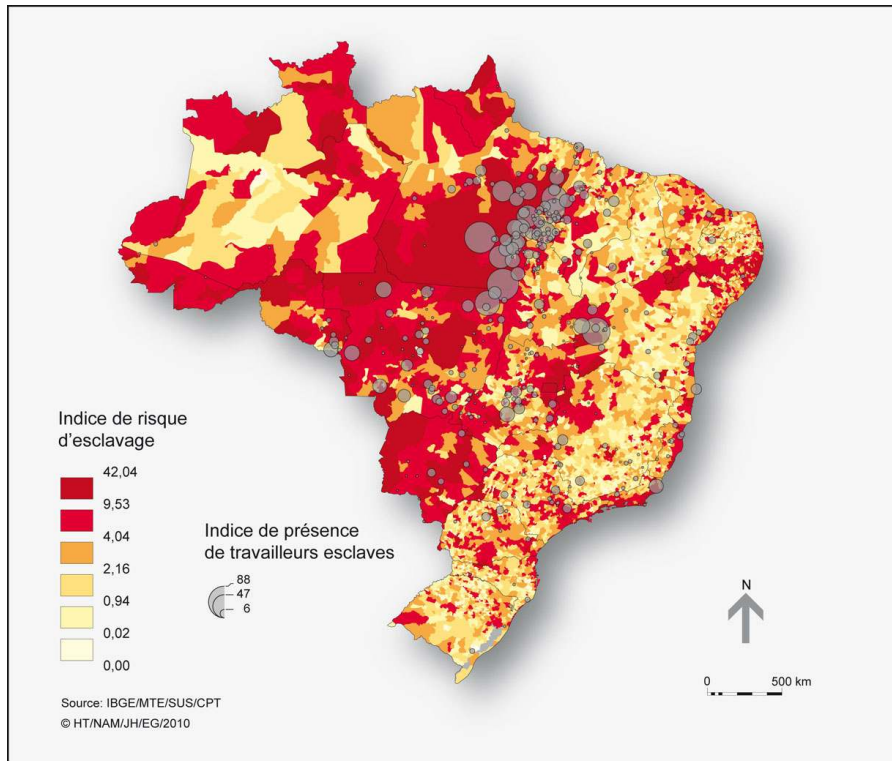 Indice de risque
d'esclavage
42,04
9,53
4,04
2,16
0,94
0,02
0,00
Indice de présence
de travailleurs esclaves
88
47
6
Source: IBGE/MTE/SUS/CPT
© HT/NAM/JH/EG/2010
N
0 500 km